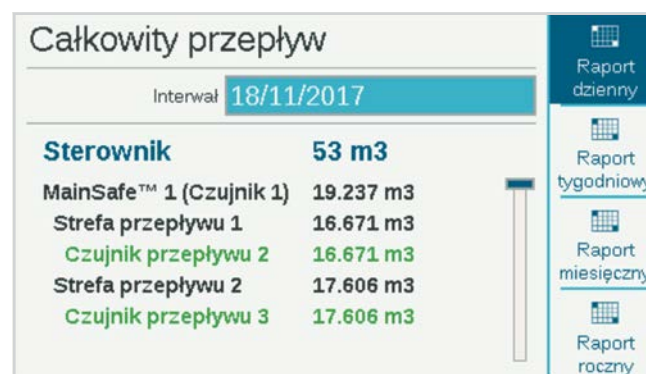 Całkowity przepływ
Interwał 18/11/2017
Sterownik 53 m3
MainSafe™ 1 (Czujnik 1) 19.237 m3
Strefa przepływu 1 16.671 m3
Czujnik przepływu 2 16.671 m3
Strefa przepływu 2 17.606 m3
Czujnik przepływu 3 17.606 m3
Raport
dzienny
Raport
tygodniowy
Raport
miesięczny
Raport
roczny